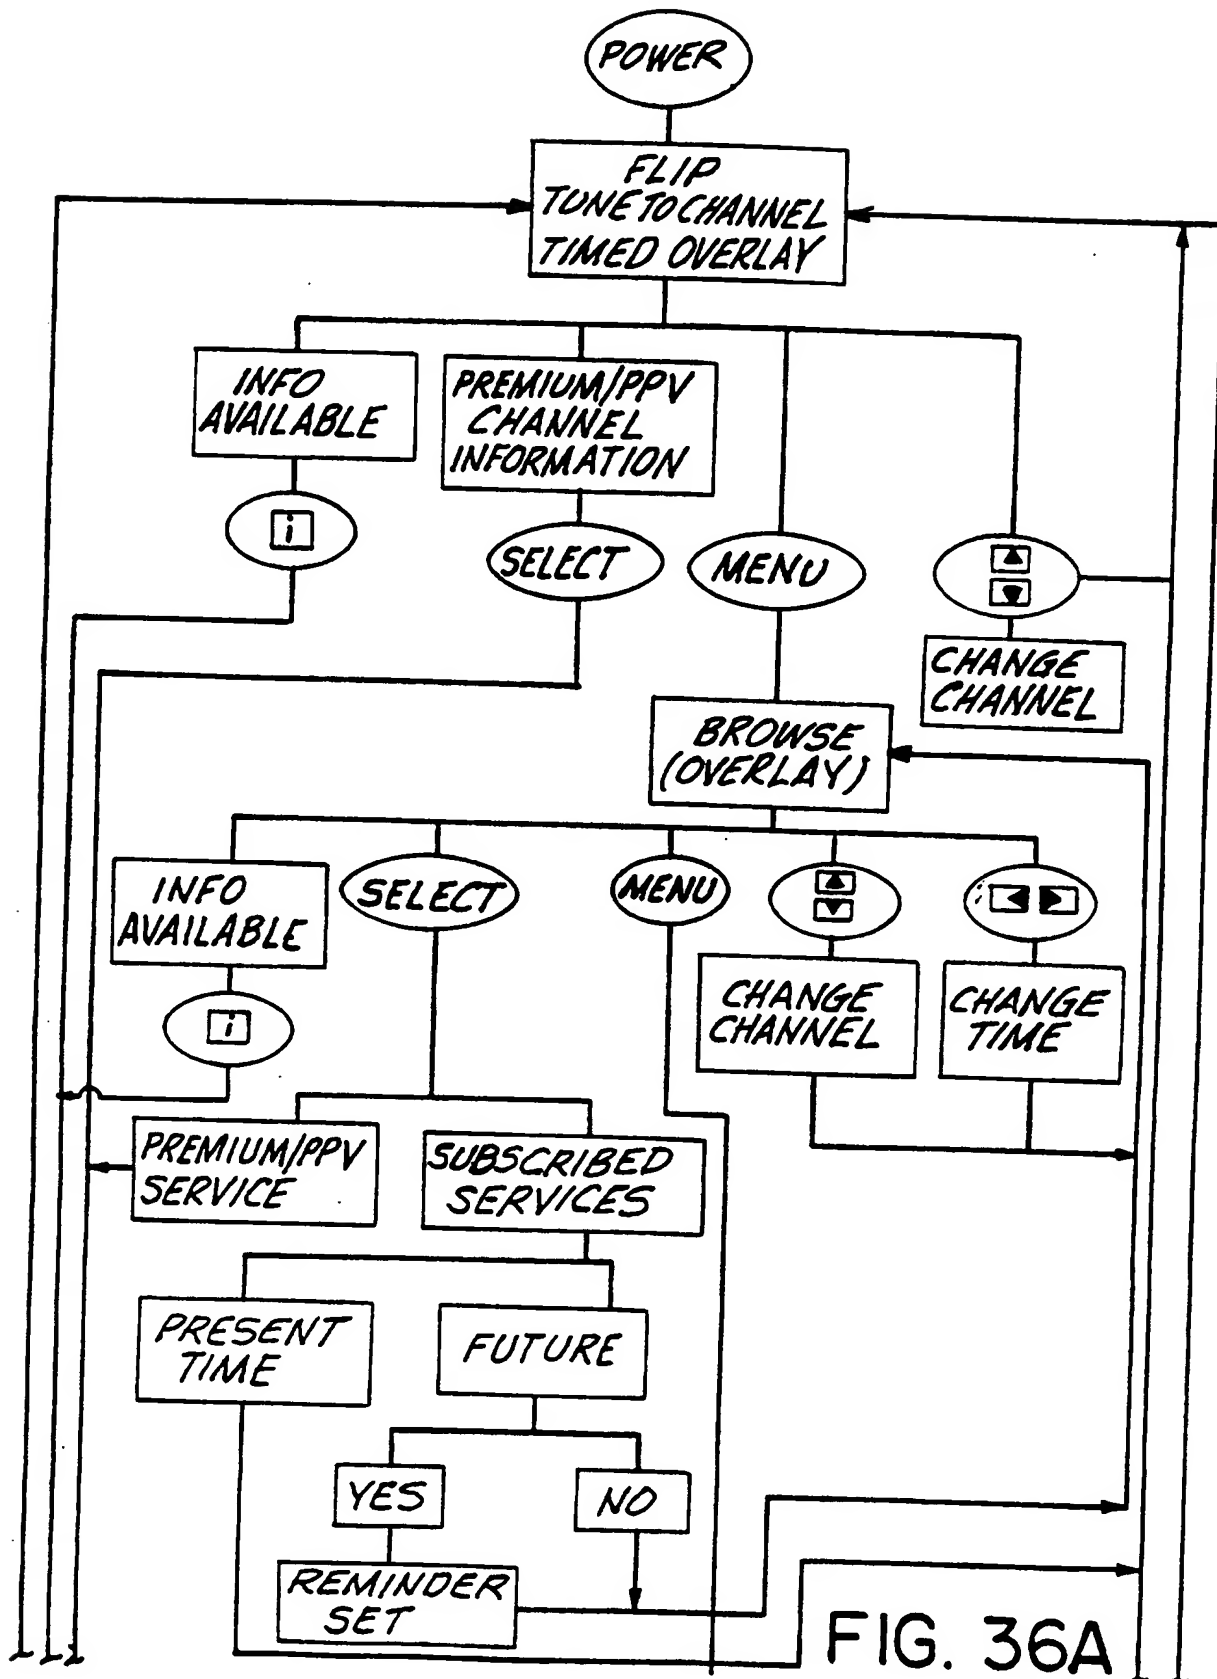 POWER
FLIP
TUNE TO CHANNEL
TIMED OVERLAY
INFO
AVAILABLE
PREMIUM/PPV
CHANNEL
INFORMATION
i
SELECT
MENU
CHANGE
CHANNEL
BROWSE
(OVERLAY)
INFO
AVAILABLE
SELECT
MENU
i
CHANGE
CHANNEL
CHANGE
TIME
PREMIUM/PPV
SERVICE
SUBSCRIBED
SERVICES
PRESENT
TIME
FUTURE
YES
NO
REMINDER
SET
FIG. 36A